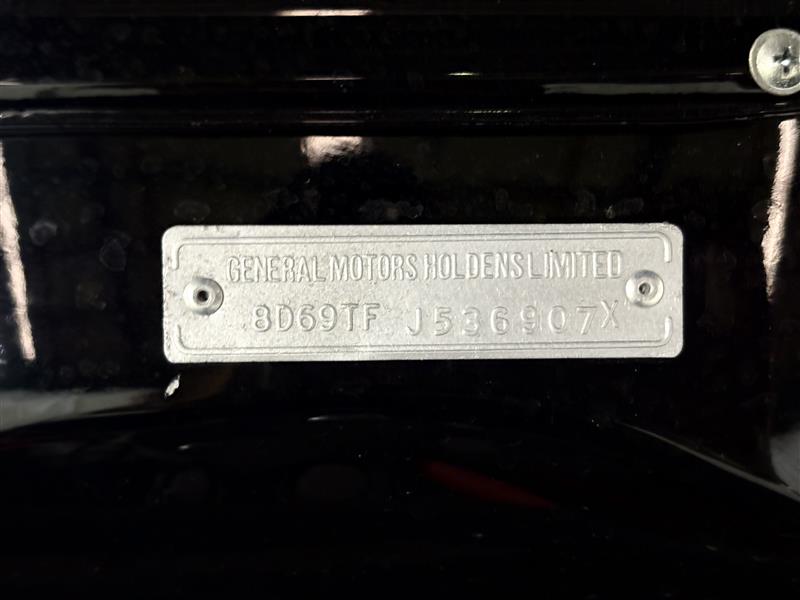 GENERAL MOTORS HOLDENS LIMITED
8D69TF J536907X